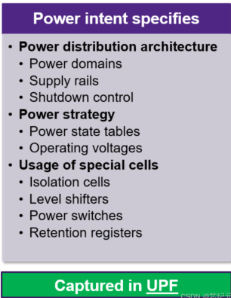 Power intent specifies
• Power distribution architecture
• Power domains
• Supply rails
• Shutdown control
• Power strategy
• Power state tables
• Operating voltages
• Usage of special cells
• Isolation cells
• Level shifters
• Power switches
• Retention registers
Captured in UPF